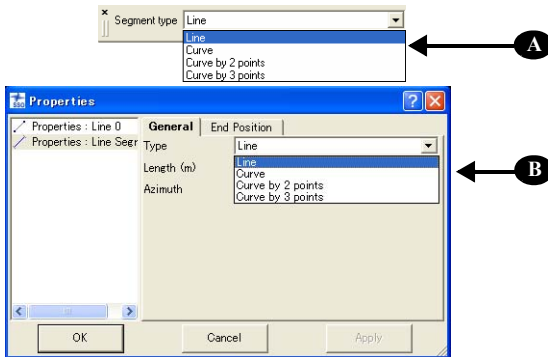 Segment type Line
Line
Curve
Curve by 2 points
Curve by 3 points
A
Properties
Properties : Line 0
Properties : Line Segr
General End Position
Type Line
Line
Curve
Curve by 2 points
Curve by 3 points
Length (m)
Azimuth
B
OK Cancel Apply